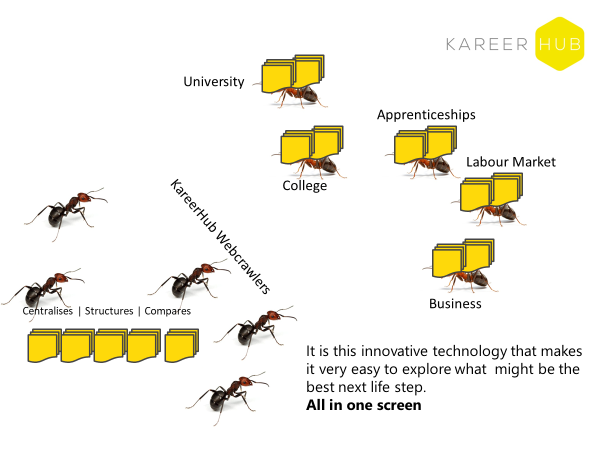 KAREER HUB
University
Apprenticeships
Labour Market
College
KareerHub Webcrawlers
Business
Centralises | Structures | Compares
It is this innovative technology that makes
it very easy to explore what  might be the
best next life step.
All in one screen